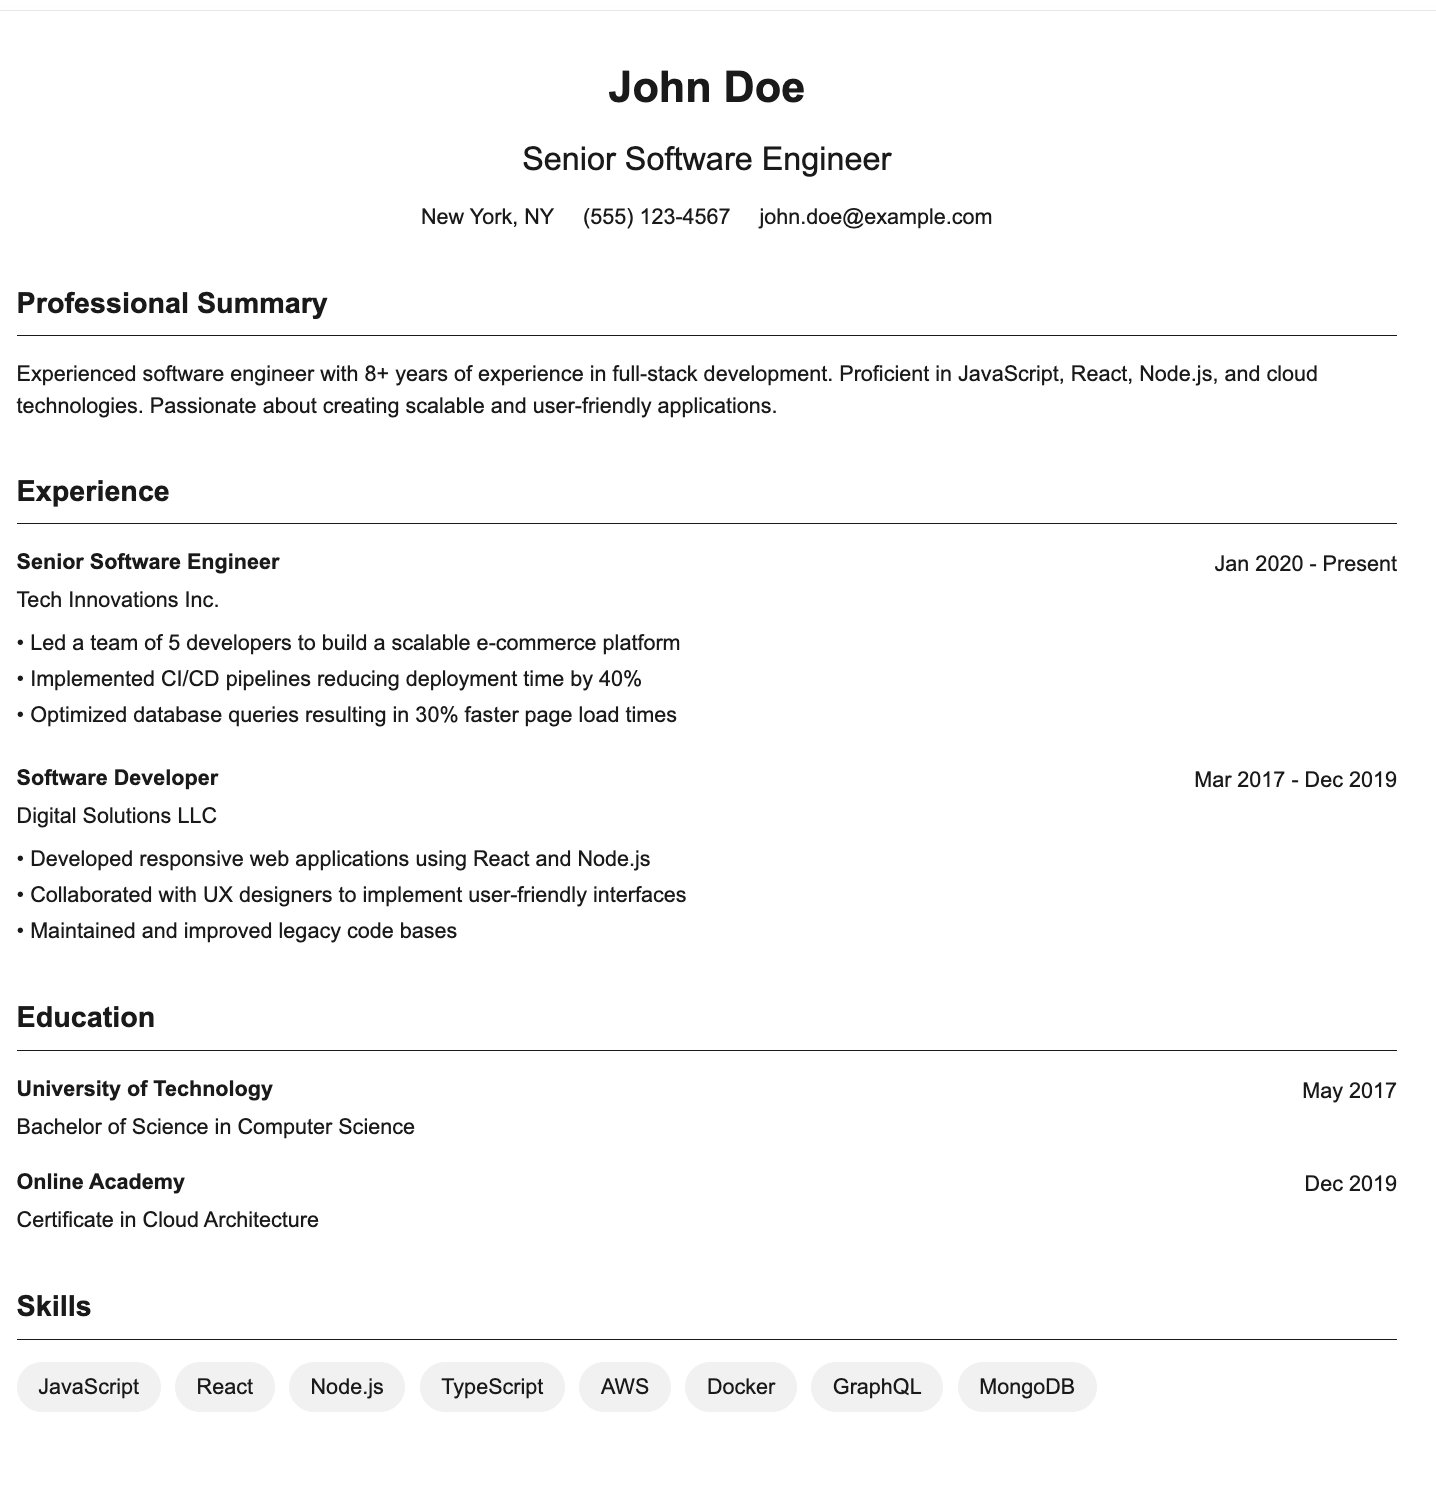 John Doe
Senior Software Engineer
New York, NY (555) 123-4567 john.doe@example.com
Professional Summary
Experienced software engineer with 8+ years of experience in full-stack development. Proficient in JavaScript, React, Node.js, and cloud
technologies. Passionate about creating scalable and user-friendly applications.
Experience
Senior Software Engineer Jan 2020 - Present
Tech Innovations Inc.
• Led a team of 5 developers to build a scalable e-commerce platform
• Implemented CI/CD pipelines reducing deployment time by 40%
• Optimized database queries resulting in 30% faster page load times
Software Developer Mar 2017 - Dec 2019
Digital Solutions LLC
• Developed responsive web applications using React and Node.js
• Collaborated with UX designers to implement user-friendly interfaces
• Maintained and improved legacy code bases
Education
University of Technology May 2017
Bachelor of Science in Computer Science
Online Academy Dec 2019
Certificate in Cloud Architecture
Skills
JavaScript React Node.js TypeScript AWS Docker GraphQL MongoDB